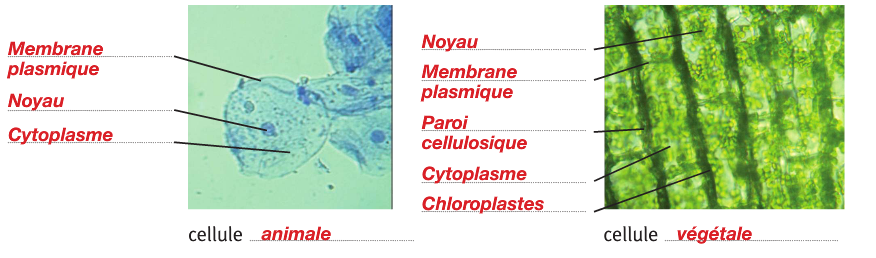 Membrane
plasmique
Noyau
Cytoplasme
cellule animale
Noyau
Membrane
plasmique
Paroi
cellulosique
Cytoplasme
Chloroplastes
cellule végétale